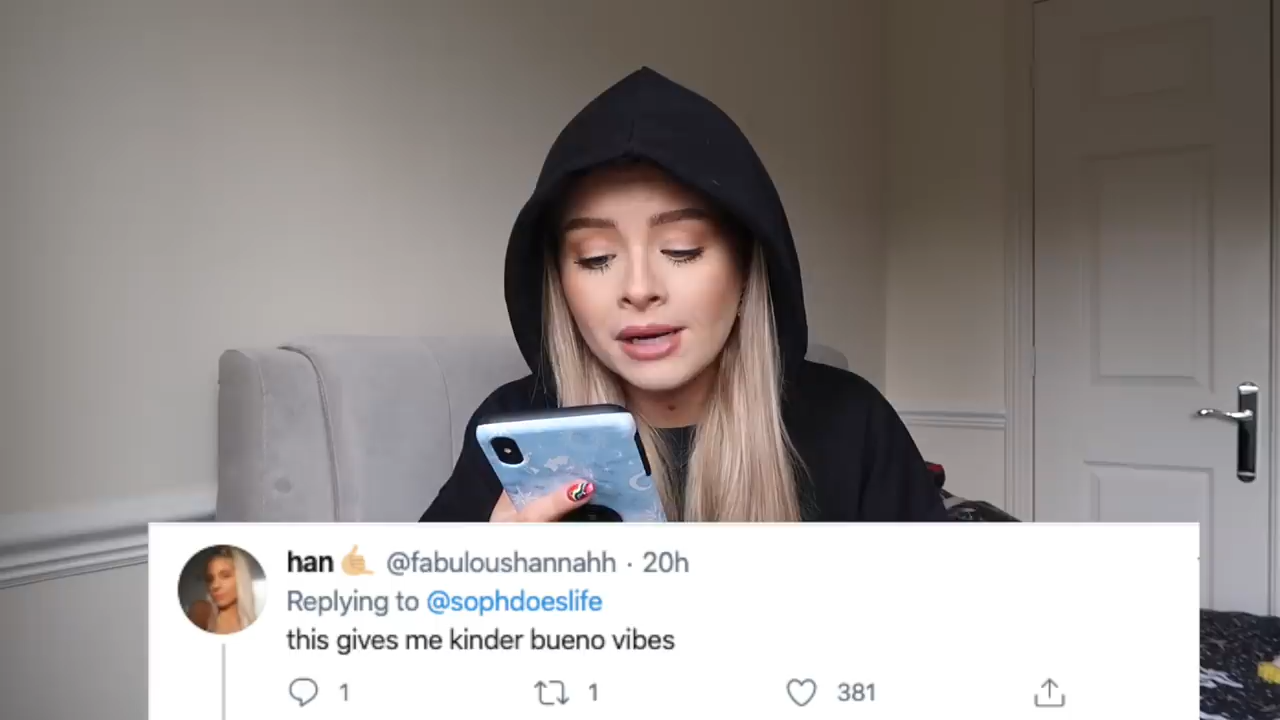 han 🤙🏼 @fabuloushannahh · 20h
Replying to @sophdoeslife
this gives me kinder bueno vibes
1 1 381